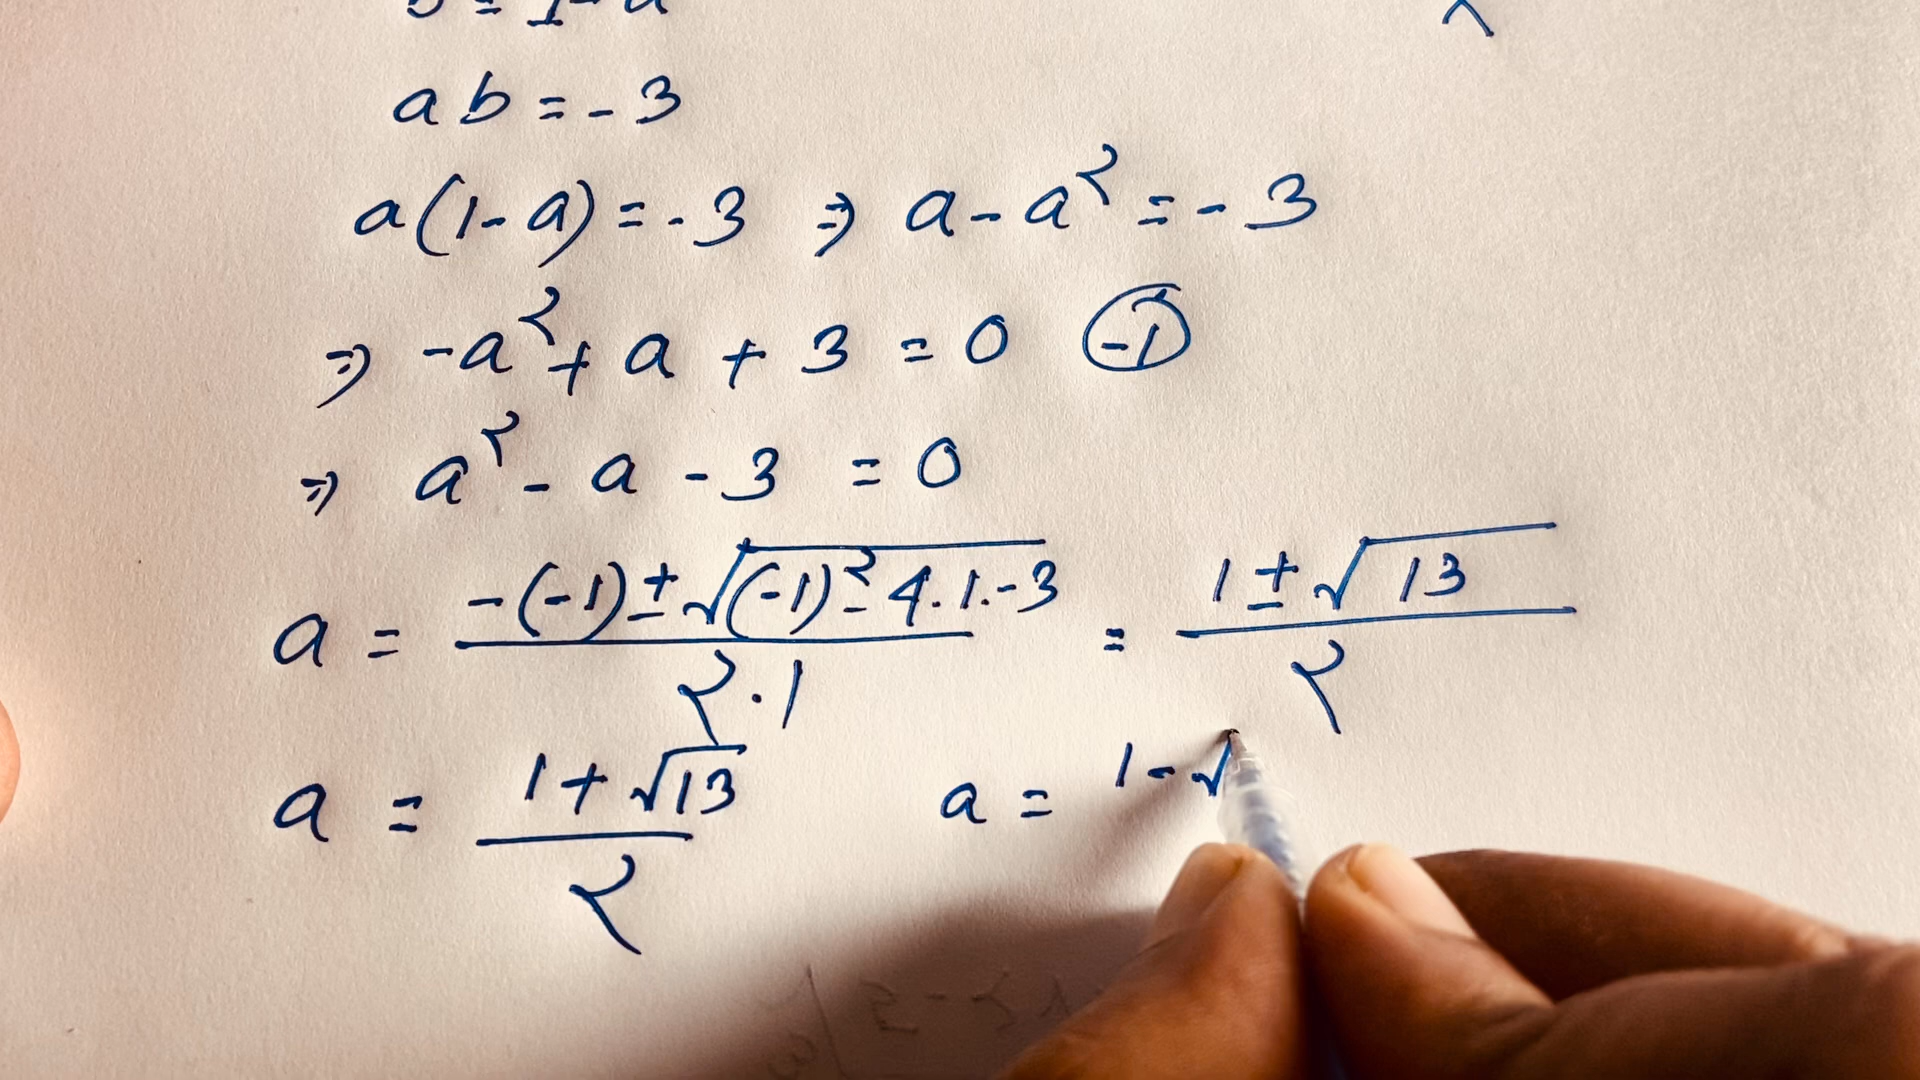 b = 1 - a
ab = -3
a(1-a) = -3 ⇒ a - a² = -3
⇒ -a² + a + 3 = 0 (-1)
⇒ a² - a - 3 = 0
a = (-(-1) ± √((-1)² - 4.1.-3)) / 2·1 = (1 ± √13) / 2
a = (1 + √13) / 2 a = 1 - √